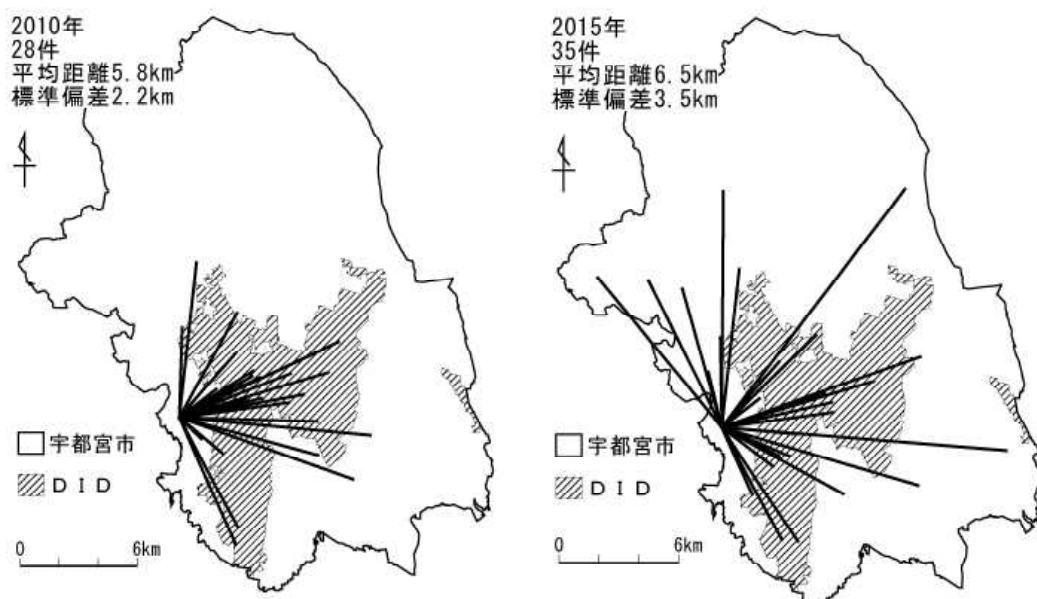 2010年
28件
平均距離5.8km
標準偏差2.2km
宇都宮市
DID
0 6km
2015年
35件
平均距離6.5km
標準偏差3.5km
宇都宮市
DID
0 6km